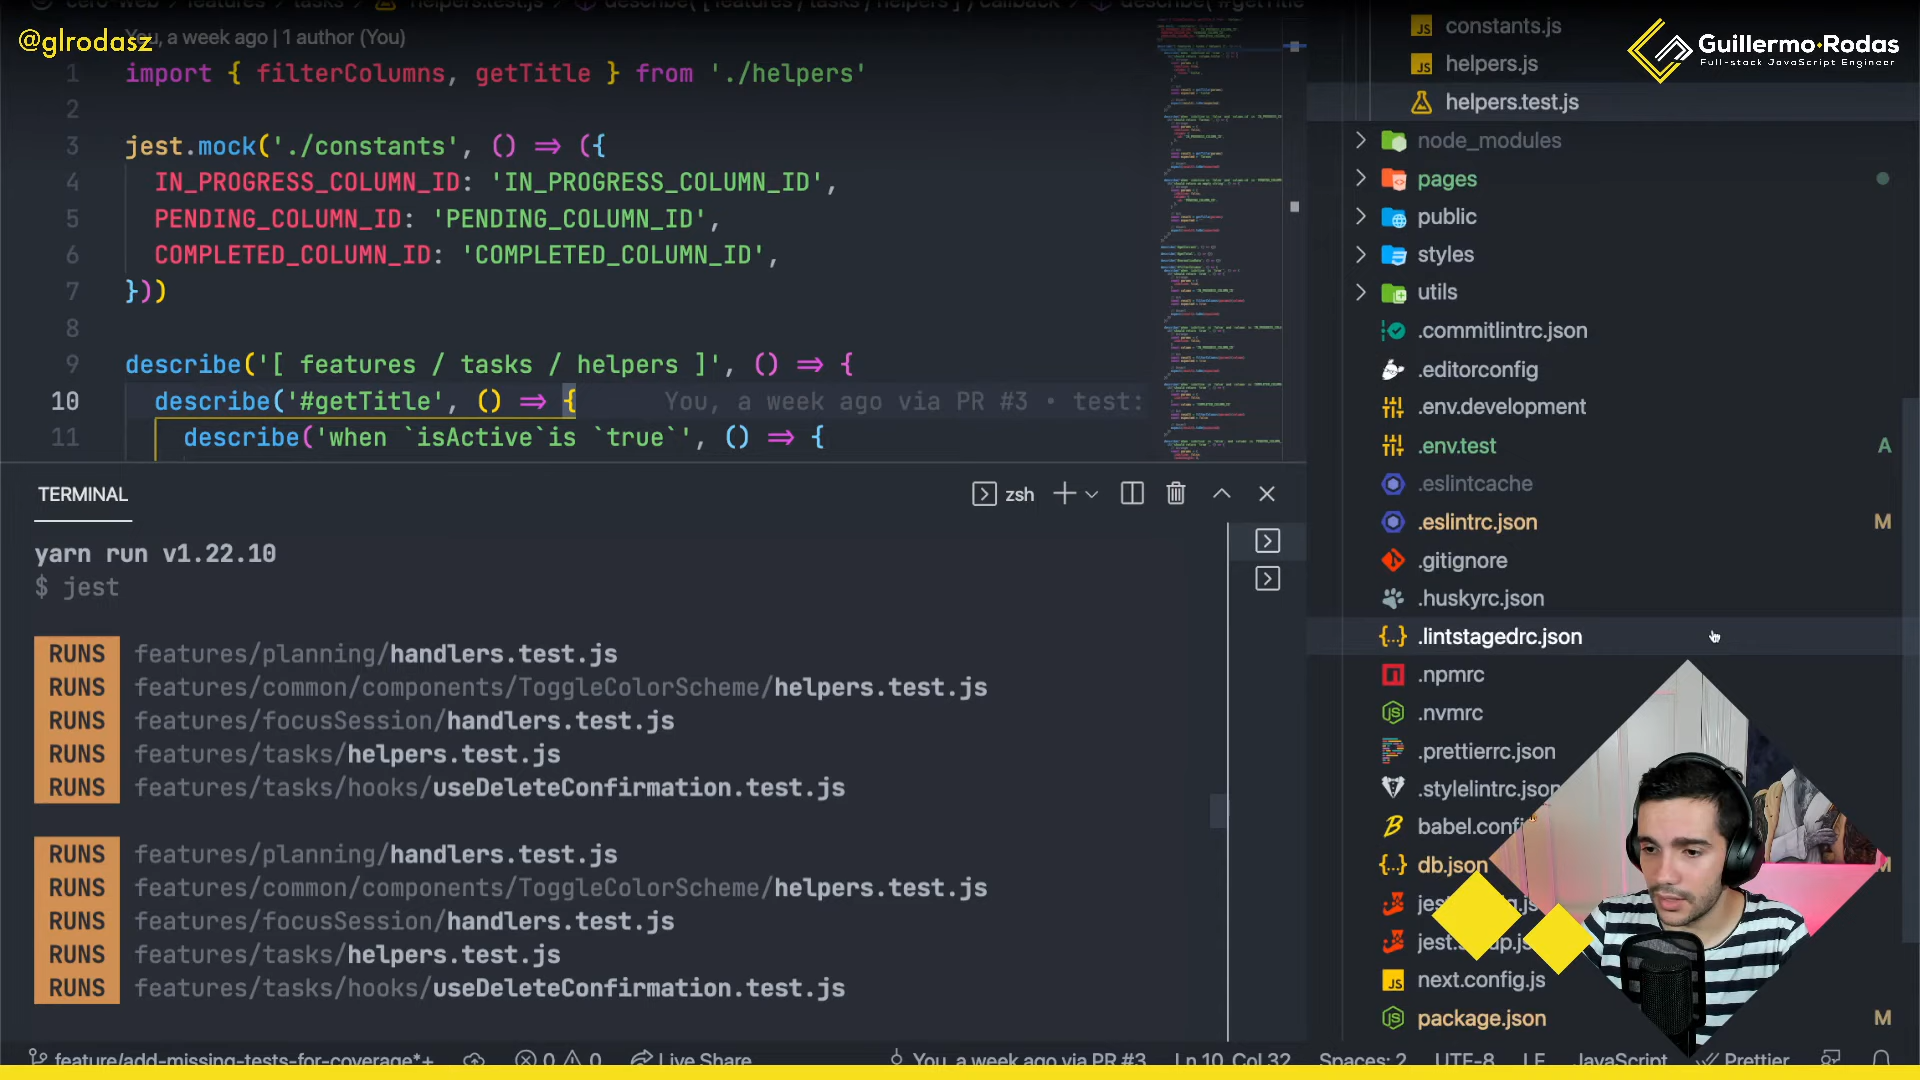 @glrodasz
You, a week ago | 1 author (You)
1 import { filterColumns, getTitle } from './helpers'
2
3 jest.mock('./constants', () => ({
4 IN_PROGRESS_COLUMN_ID: 'IN_PROGRESS_COLUMN_ID',
5 PENDING_COLUMN_ID: 'PENDING_COLUMN_ID',
6 COMPLETED_COLUMN_ID: 'COMPLETED_COLUMN_ID',
7 }))
8
9 describe('[ features / tasks / helpers ]', () => {
10 describe('#getTitle', () => { You, a week ago via PR #3 • test:
11 describe('when `isActive`is `true`', () => {
TERMINAL
zsh
yarn run v1.22.10
$ jest
RUNS features/planning/handlers.test.js
RUNS features/common/components/ToggleColorScheme/helpers.test.js
RUNS features/focusSession/handlers.test.js
RUNS features/tasks/helpers.test.js
RUNS features/tasks/hooks/useDeleteConfirmation.test.js
RUNS features/planning/handlers.test.js
RUNS features/common/components/ToggleColorScheme/helpers.test.js
RUNS features/focusSession/handlers.test.js
RUNS features/tasks/helpers.test.js
RUNS features/tasks/hooks/useDeleteConfirmation.test.js
Guillermo·Rodas
Full-stack JavaScript Engineer
JS constants.js
JS helpers.js
helpers.test.js
node_modules
pages
public
styles
utils
.commitlintrc.json
.editorconfig
.env.development
.env.test A
.eslintcache
.eslintrc.json M
.gitignore
.huskyrc.json
{..} .lintstagedrc.json
.npmrc
.nvmrc
.prettierrc.json
.stylelintrc.json
babel.confi
{..} db.json M
JS next.config.js
package.json M
feature/add-missing-tests-for-coverage*+ 0 0 Live Share You, a week ago via PR #3 Ln 10, Col 32 Spaces: 2 UTF-8 LF JavaScript Prettier